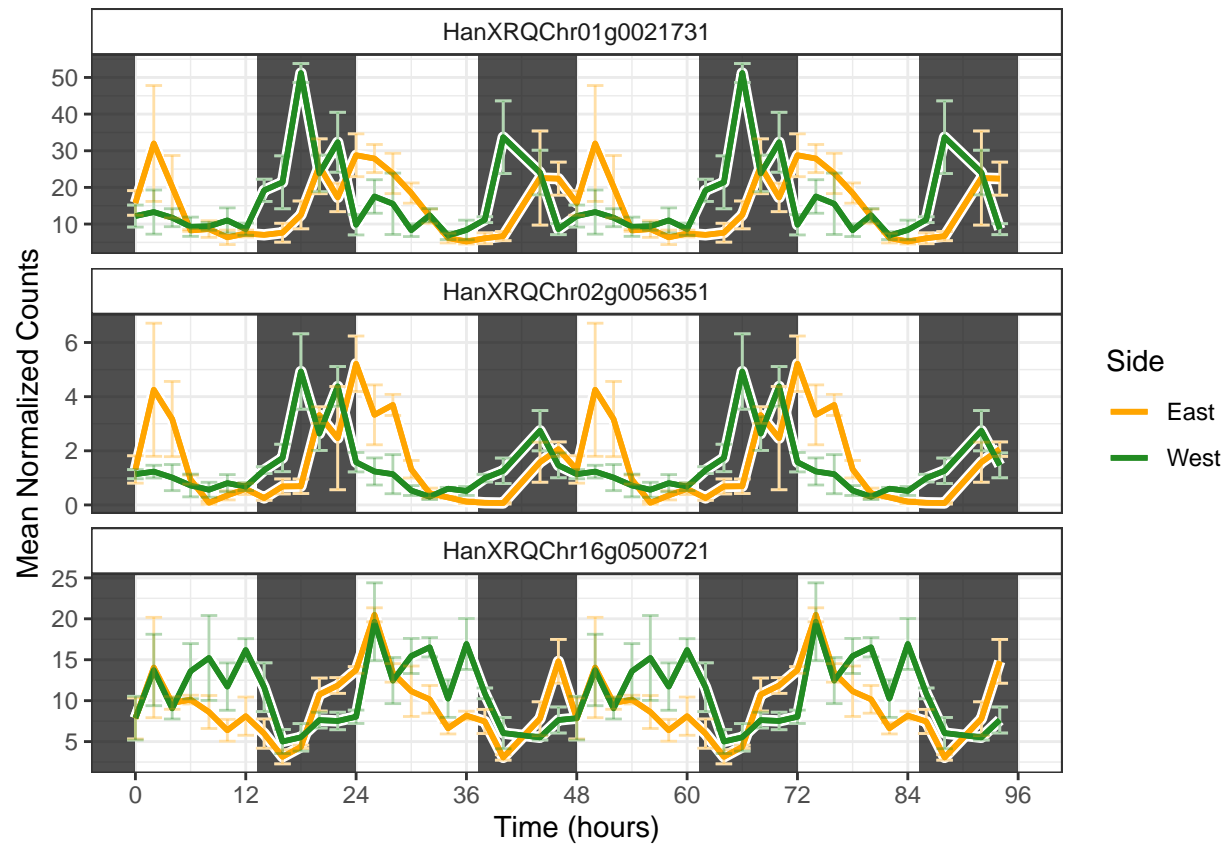 HanXRQChr01g0021731
50
40
30
20
10
HanXRQChr02g0056351
6
4
2
0
HanXRQChr16g0500721
25
20
15
10
5
0 12 24 36 48 60 72 84 96
Time (hours)
Mean Normalized Counts
Side
East
West